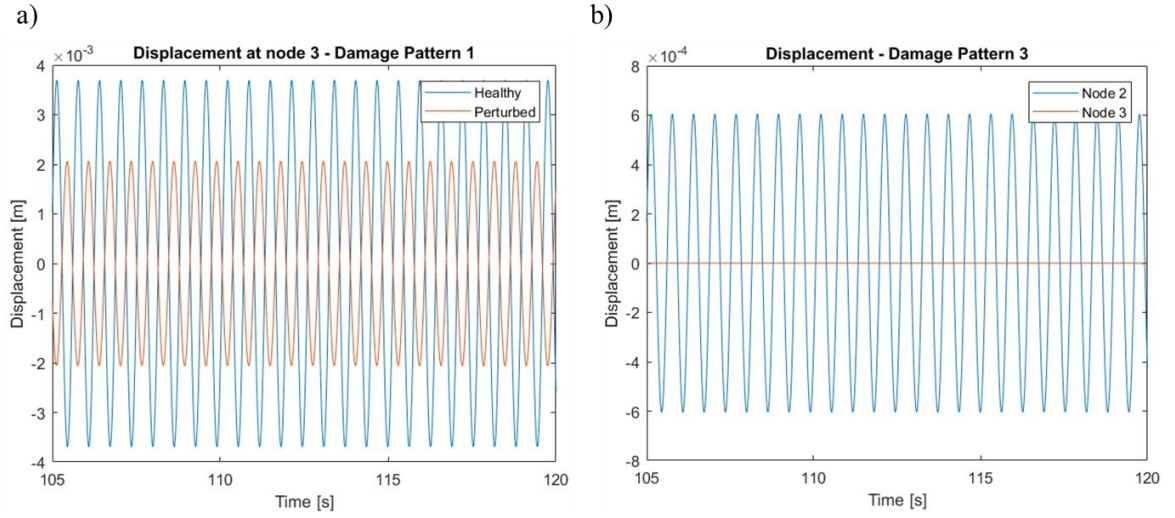 a)
Displacement at node 3 - Damage Pattern 1
×10⁻³
4
3
2
1
0
-1
-2
-3
-4
Displacement [m]
Healthy
Perturbed
105
110
115
120
Time [s]
b)
Displacement - Damage Pattern 3
×10⁻⁴
8
6
4
2
0
-2
-4
-6
-8
Displacement [m]
Node 2
Node 3
105
110
115
120
Time [s]